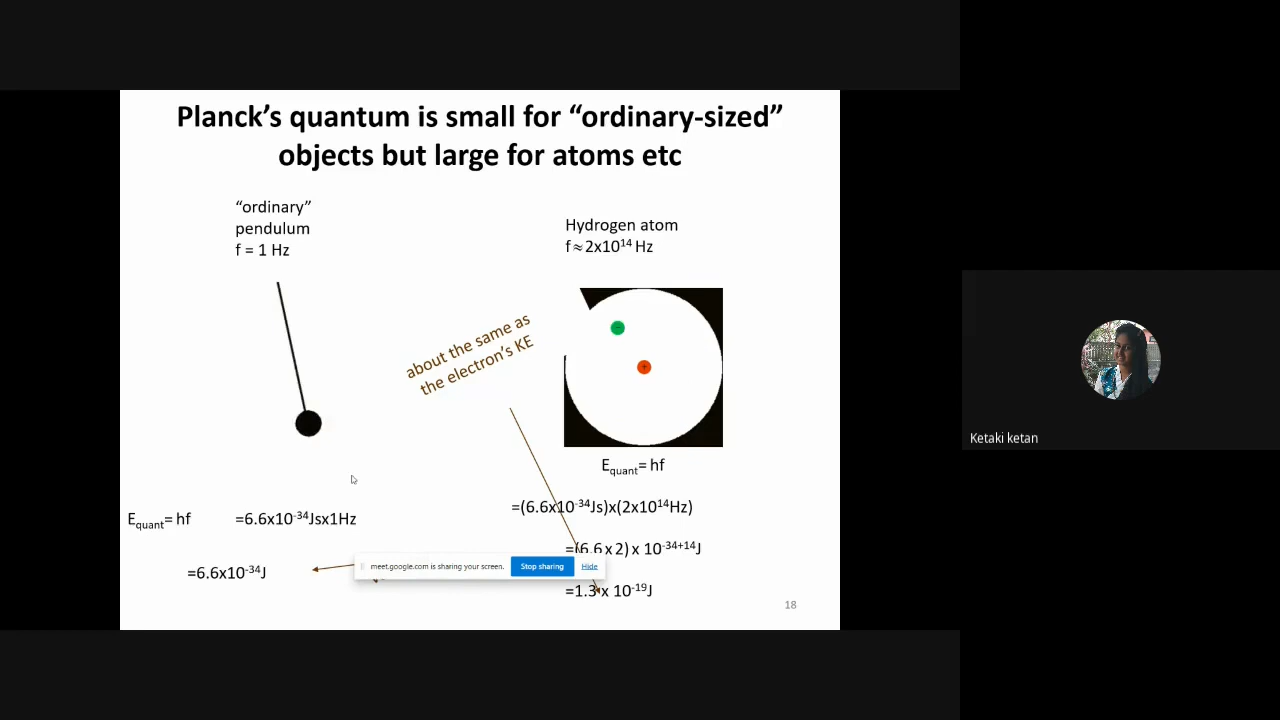 Planck’s quantum is small for “ordinary-sized”
objects but large for atoms etc
“ordinary”
pendulum
f = 1 Hz
Hydrogen atom
f≈2x10¹⁴ Hz
about the same as
the electron’s KE
-
+
E_quant= hf
=(6.6x10⁻³⁴Js)x(2x10¹⁴Hz)
=(6.6 x 2) x 10⁻³⁴⁺¹⁴J
=1.3 x 10⁻¹⁹J
E_quant= hf =6.6x10⁻³⁴Jsx1Hz
=6.6x10⁻³⁴J
meet.google.com is sharing your screen. Stop sharing Hide
18
Ketaki ketan